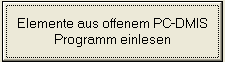 Elemente aus offenem PC-DMIS
Programm einlesen